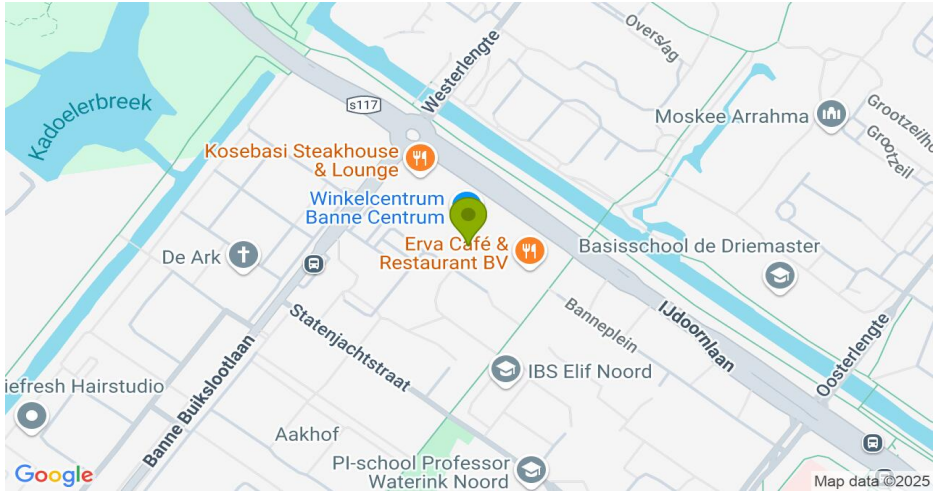 Overslag
Westerlengte
s117
Moskee Arrahma
Grootzeil
Kadoelerbreek
Kosebasi Steakhouse
& Lounge
Winkelcentrum
Banne Centrum
De Ark
Erva Café &
Restaurant BV
Basisschool de Driemaster
Banneplein
IJdoornlaan
Oosterlengte
Statenjachtstraat
Banne Buikslootlaan
IBS Elif Noord
iefresh Hairstudio
Aakhof
PI-school Professor
Waterink Noord
Google
Map data ©2025